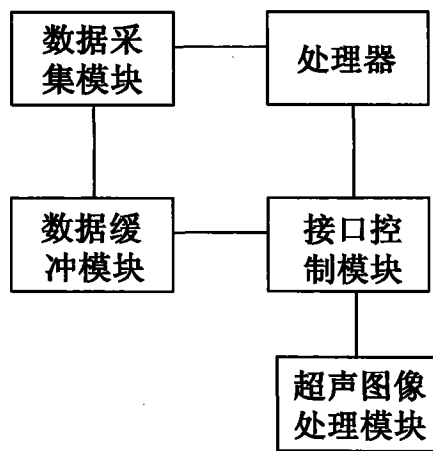 数据采
集模块
处理器
数据缓
冲模块
接口控
制模块
超声图像
处理模块